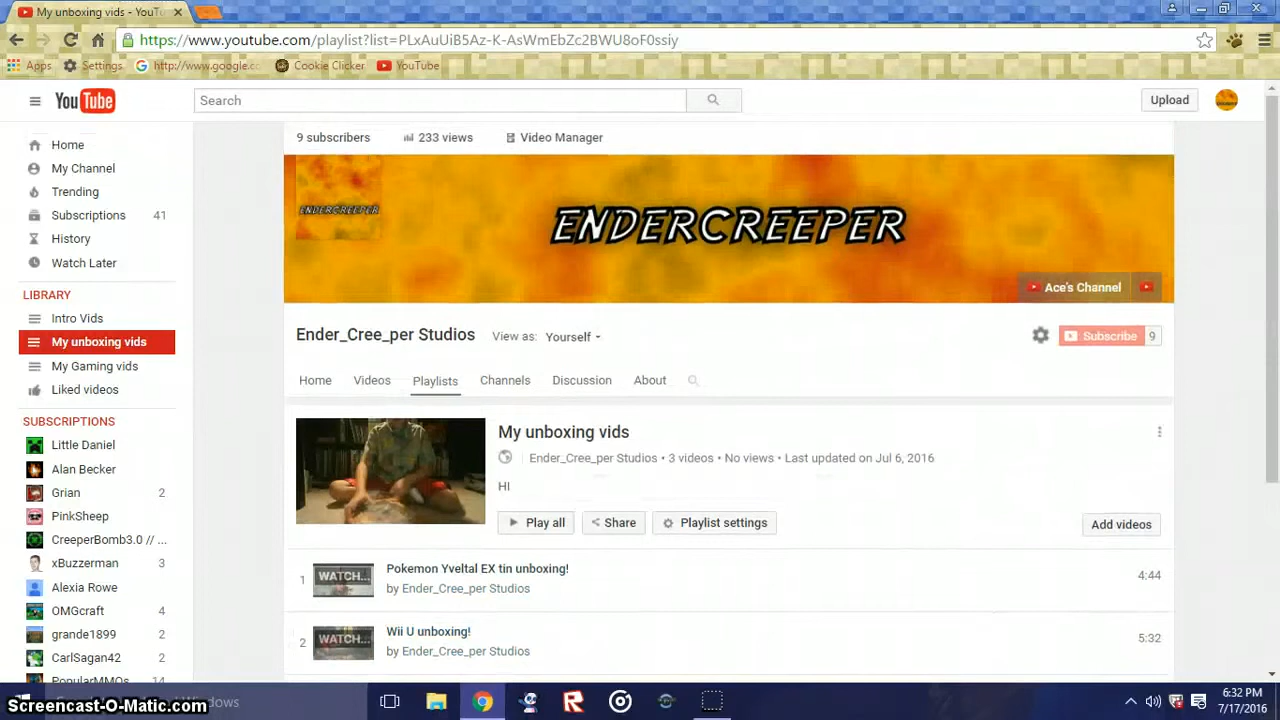 My unboxing vids - YouTu
https://www.youtube.com/playlist?list=PLxAuUiB5Az-K-AsWmEbZc2BWU8oF0ssiy
Apps Settings http://www.google.cc Cookie Clicker YouTube
YouTube Search Upload
9 subscribers 233 views Video Manager
Home
My Channel
Trending
Subscriptions 41
History
Watch Later
LIBRARY
Intro Vids
My unboxing vids
My Gaming vids
Liked videos
SUBSCRIPTIONS
Little Daniel
Alan Becker
Grian 2
PinkSheep
CreeperBomb3.0 // ...
xBuzzerman 3
Alexia Rowe
OMGcraft 4
grande1899 2
CarlSagan42 2
PopularMMOs
ENDERCREEPER
ENDERCREEPER
Ace's Channel
Ender_Cree_per Studios View as: Yourself
Subscribe 9
Home Videos Playlists Channels Discussion About
My unboxing vids
Ender_Cree_per Studios • 3 videos • No views • Last updated on Jul 6, 2016
HI
Play all Share Playlist settings Add videos
1 WATCH... Pokemon Yveltal EX tin unboxing! 4:44
by Ender_Cree_per Studios
2 WATCH... Wii U unboxing! 5:32
by Ender_Cree_per Studios
Screencast-O-Matic.com
Windows
6:32 PM
7/17/2016